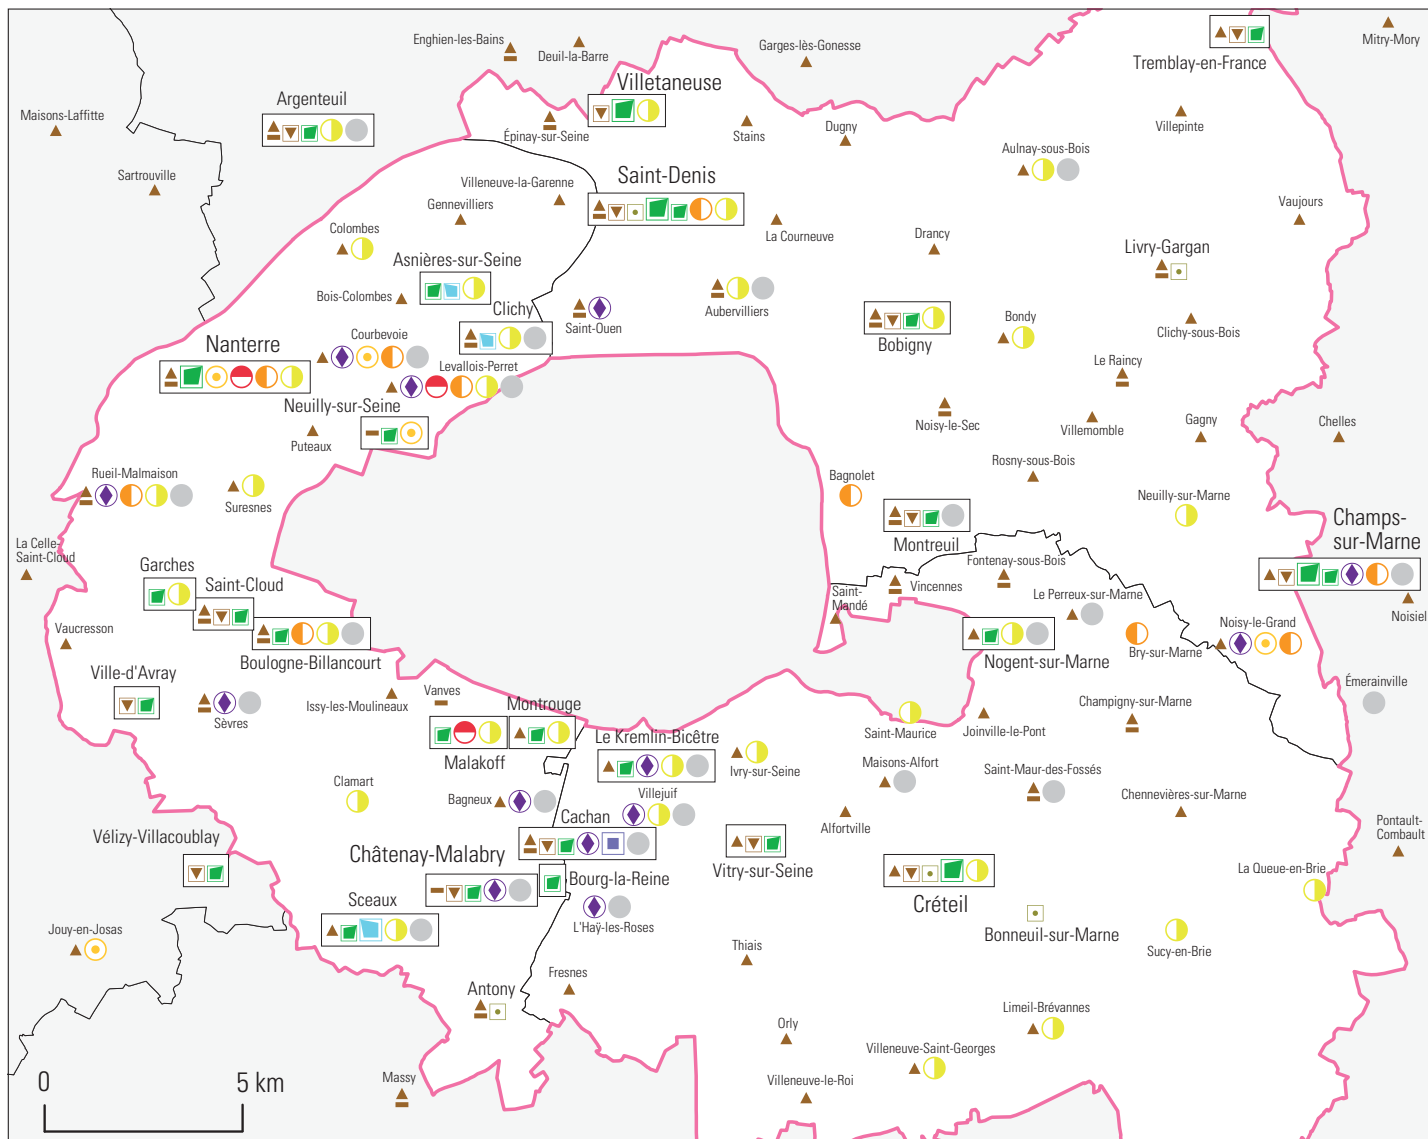 Mitry-Mory
Enghien-les-Bains
Deuil-la-Barre
Garges-lès-Gonesse
Tremblay-en-France
Villetaneuse
Argenteuil
Maisons-Laffitte
Villepinte
Épinay-sur-Seine
Stains
Dugny
Aulnay-sous-Bois
Sartrouville
Saint-Denis
Villeneuve-la-Garenne
Gennevilliers
Vaujours
Colombes
La Courneuve
Drancy
Livry-Gargan
Asnières-sur-Seine
Bois-Colombes
Clichy
Saint-Ouen
Aubervilliers
Bondy
Clichy-sous-Bois
Courbevoie
Bobigny
Nanterre
Levallois-Perret
Le Raincy
Neuilly-sur-Seine
Puteaux
Noisy-le-Sec
Villemomble
Gagny
Chelles
Rueil-Malmaison
Suresnes
Bagnolet
Rosny-sous-Bois
Neuilly-sur-Marne
Champs-
sur-Marne
La Celle-
Saint-Cloud
Montreuil
Garches
Saint-Cloud
Fontenay-sous-Bois
Vincennes
Saint-
Mandé
Le Perreux-sur-Marne
Noisiel
Vaucresson
Noisy-le-Grand
Bry-sur-Marne
Boulogne-Billancourt
Nogent-sur-Marne
Ville-d'Avray
Émerainville
Sèvres
Issy-les-Moulineaux
Vanves
Montrouge
Champigny-sur-Marne
Saint-Maurice
Joinville-le-Pont
Malakoff
Le Kremlin-Bicêtre
Ivry-sur-Seine
Maisons-Alfort
Saint-Maur-des-Fossés
Clamart
Bagneux
Villejuif
Chennevières-sur-Marne
Cachan
Alfortville
Pontault-
Combault
Vélizy-Villacoublay
Châtenay-Malabry
Vitry-sur-Seine
La Queue-en-Brie
Bourg-la-Reine
Sceaux
Créteil
L'Haÿ-les-Roses
Jouy-en-Josas
Bonneuil-sur-Marne
Thiais
Sucy-en-Brie
Antony
Fresnes
Limeil-Brévannes
Orly
Villeneuve-Saint-Georges
Massy
Villeneuve-le-Roi
0
5 km